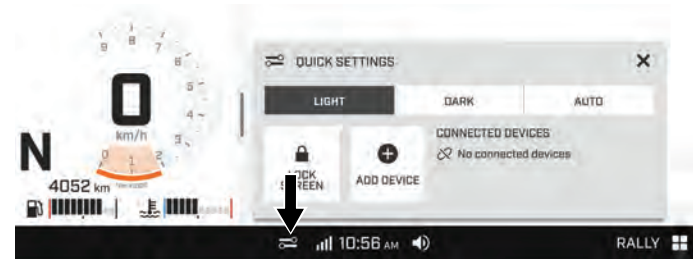 9 8 7
6
5
4
3
0
km/h
0 1 2
N
4052 km
QUICK SETTINGS
LIGHT DARK AUTO
LOCK SCREEN
ADD DEVICE
CONNECTED DEVICES
No connected devices
10:56 AM
RALLY